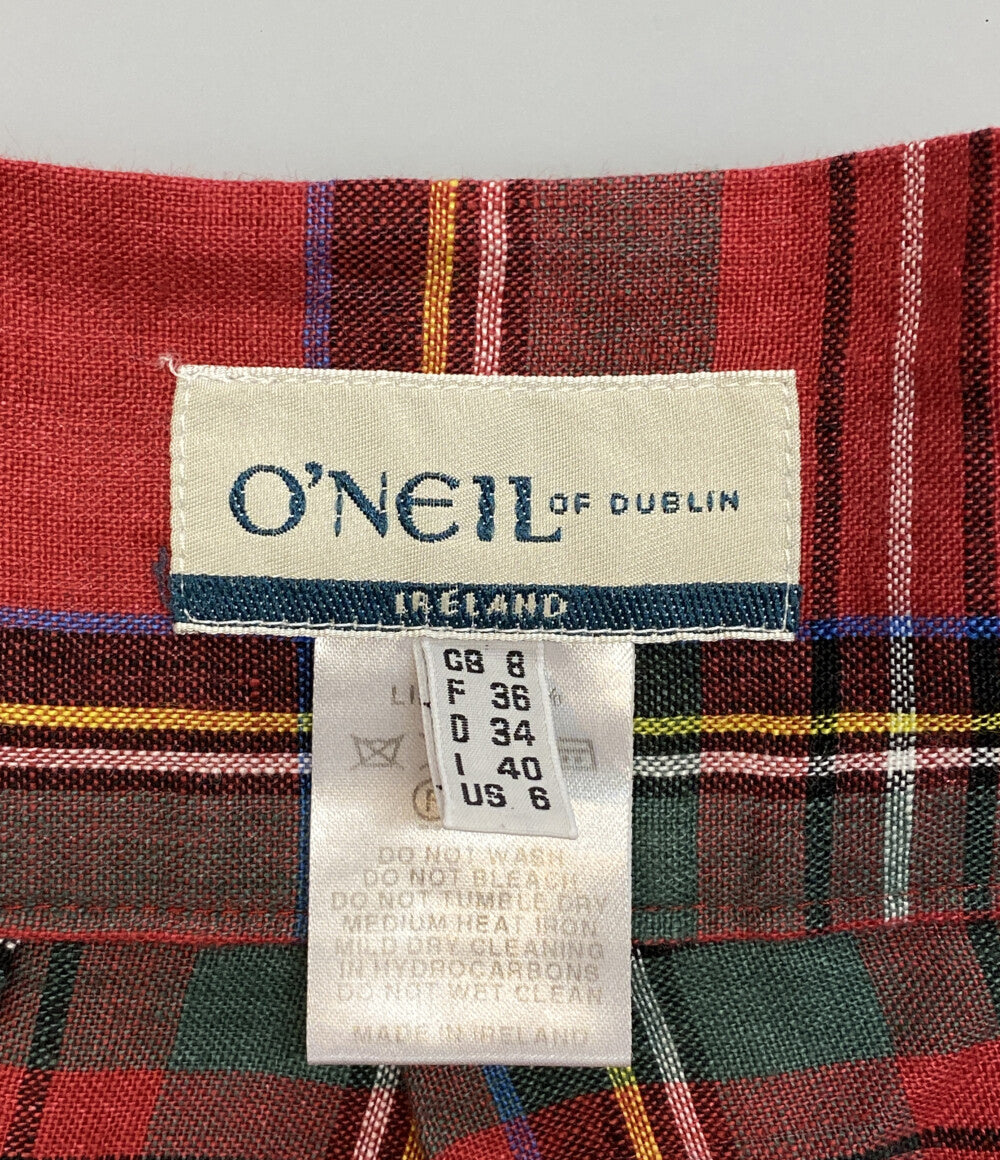 O'NEIL OF DUBLIN
IRELAND
GB 8
F 36
D 34
I 40
US 6
DO NOT WASH
DO NOT BLEACH
DO NOT TUMBLE DRY
MEDIUM HEAT IRON
MILD DRY CLEANING
IN HYDROCARBONS
DO NOT WET CLEAN
MADE IN IRELAND